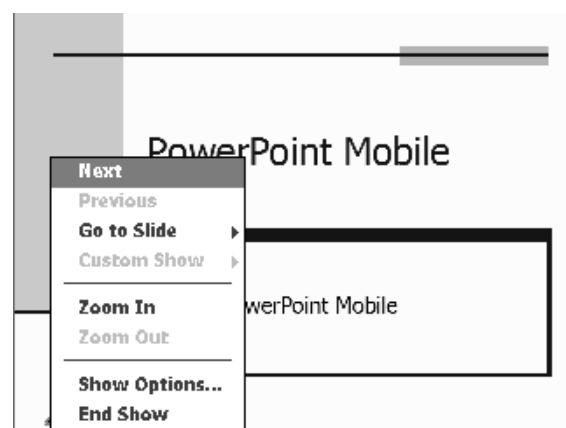 PowerPoint Mobile
Next
Previous
Go to Slide
Custom Show
Zoom In
Zoom Out
Show Options...
End Show
werPoint Mobile